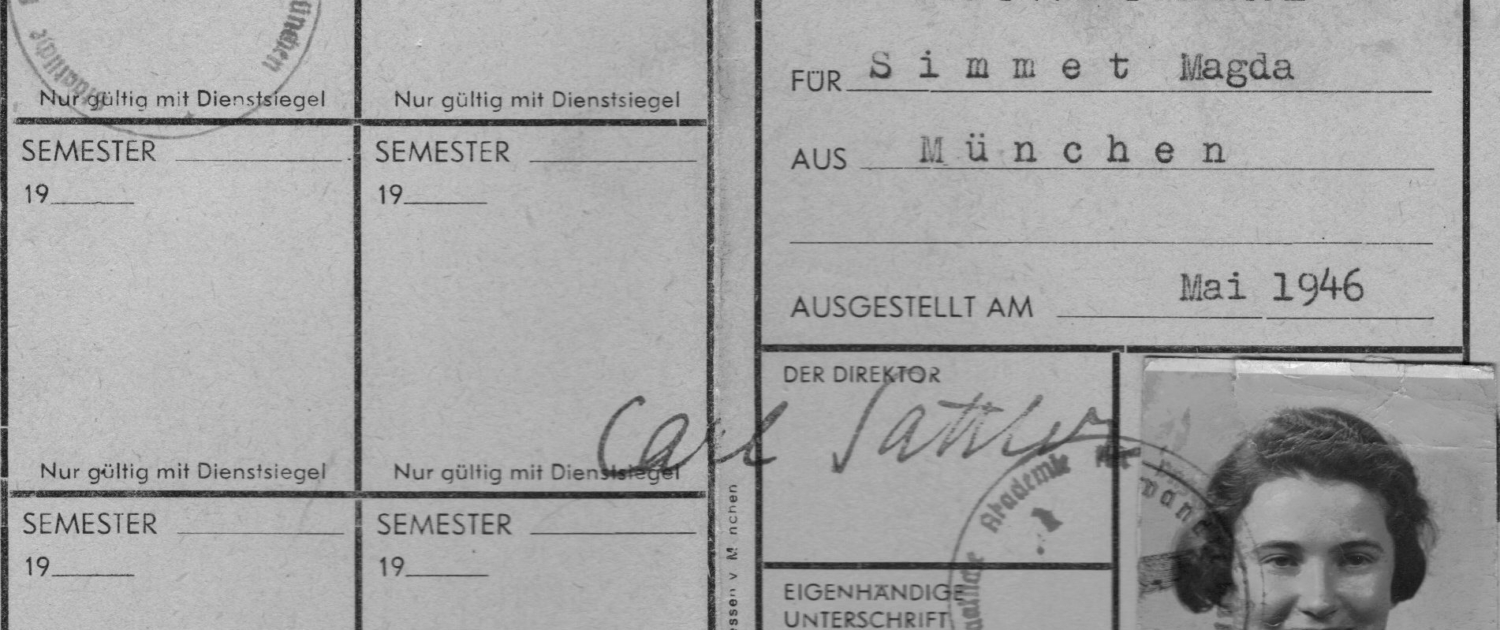 Nur gültig mit Dienstsiegel
Nur gültig mit Dienstsiegel
SEMESTER
SEMESTER
19
19
Nur gültig mit Dienstsiegel
Nur gültig mit Dienstsiegel
SEMESTER
SEMESTER
19
19
FÜR Simmet Magda
AUS München
AUSGESTELLT AM Mai 1946
DER DIREKTOR
Carl Sattler
Akademie für
EIGENHÄNDIGE
UNTERSCHRIFT